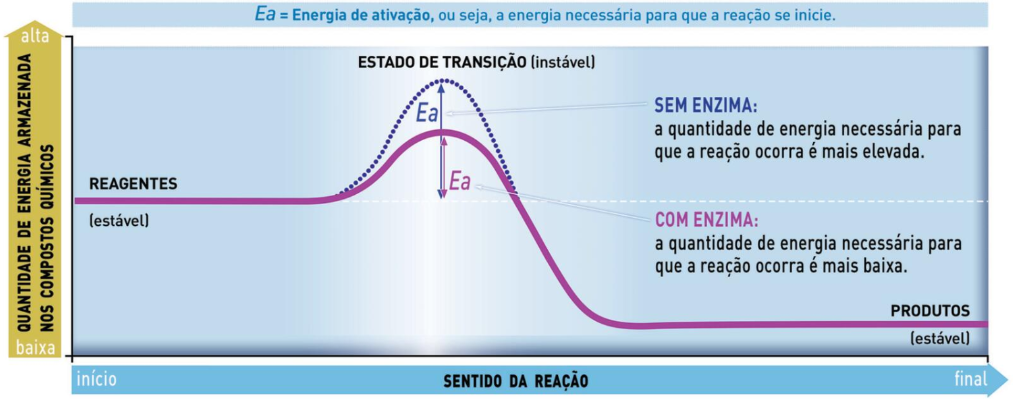 Ea = Energia de ativação, ou seja, a energia necessária para que a reação se inicie.
alta
QUANTIDADE DE ENERGIA ARMAZENADA
NOS COMPOSTOS QUÍMICOS
baixa
ESTADO DE TRANSIÇÃO (instável)
Ea
SEM ENZIMA:
a quantidade de energia necessária para
que a reação ocorra é mais elevada.
REAGENTES
(estável)
Ea
COM ENZIMA:
a quantidade de energia necessária para
que a reação ocorra é mais baixa.
PRODUTOS
(estável)
início
SENTIDO DA REAÇÃO
final